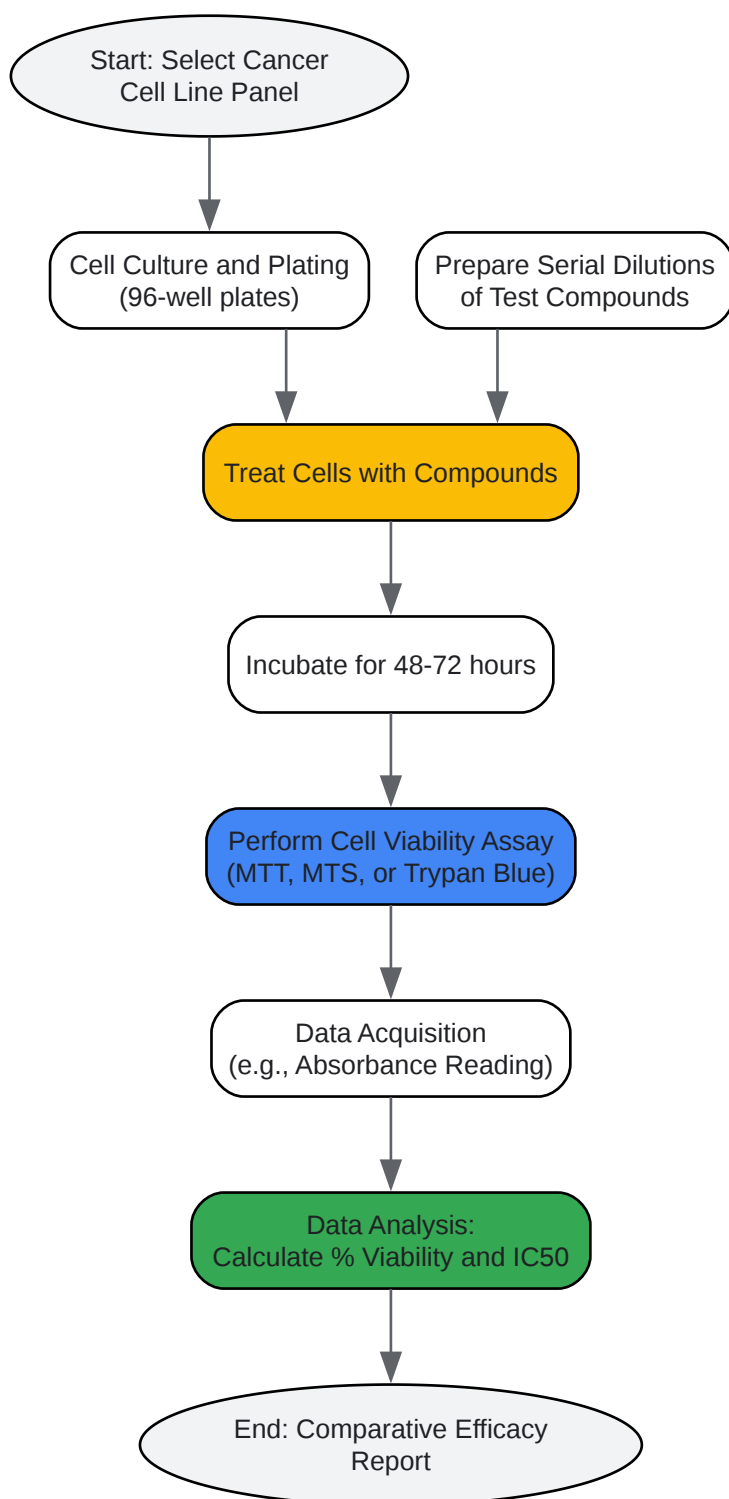 Start: Select Cancer
Cell Line Panel
Cell Culture and Plating
(96-well plates)
Prepare Serial Dilutions
of Test Compounds
Treat Cells with Compounds
Incubate for 48-72 hours
Perform Cell Viability Assay
(MTT, MTS, or Trypan Blue)
Data Acquisition
(e.g., Absorbance Reading)
Data Analysis:
Calculate % Viability and IC50
End: Comparative Efficacy
Report